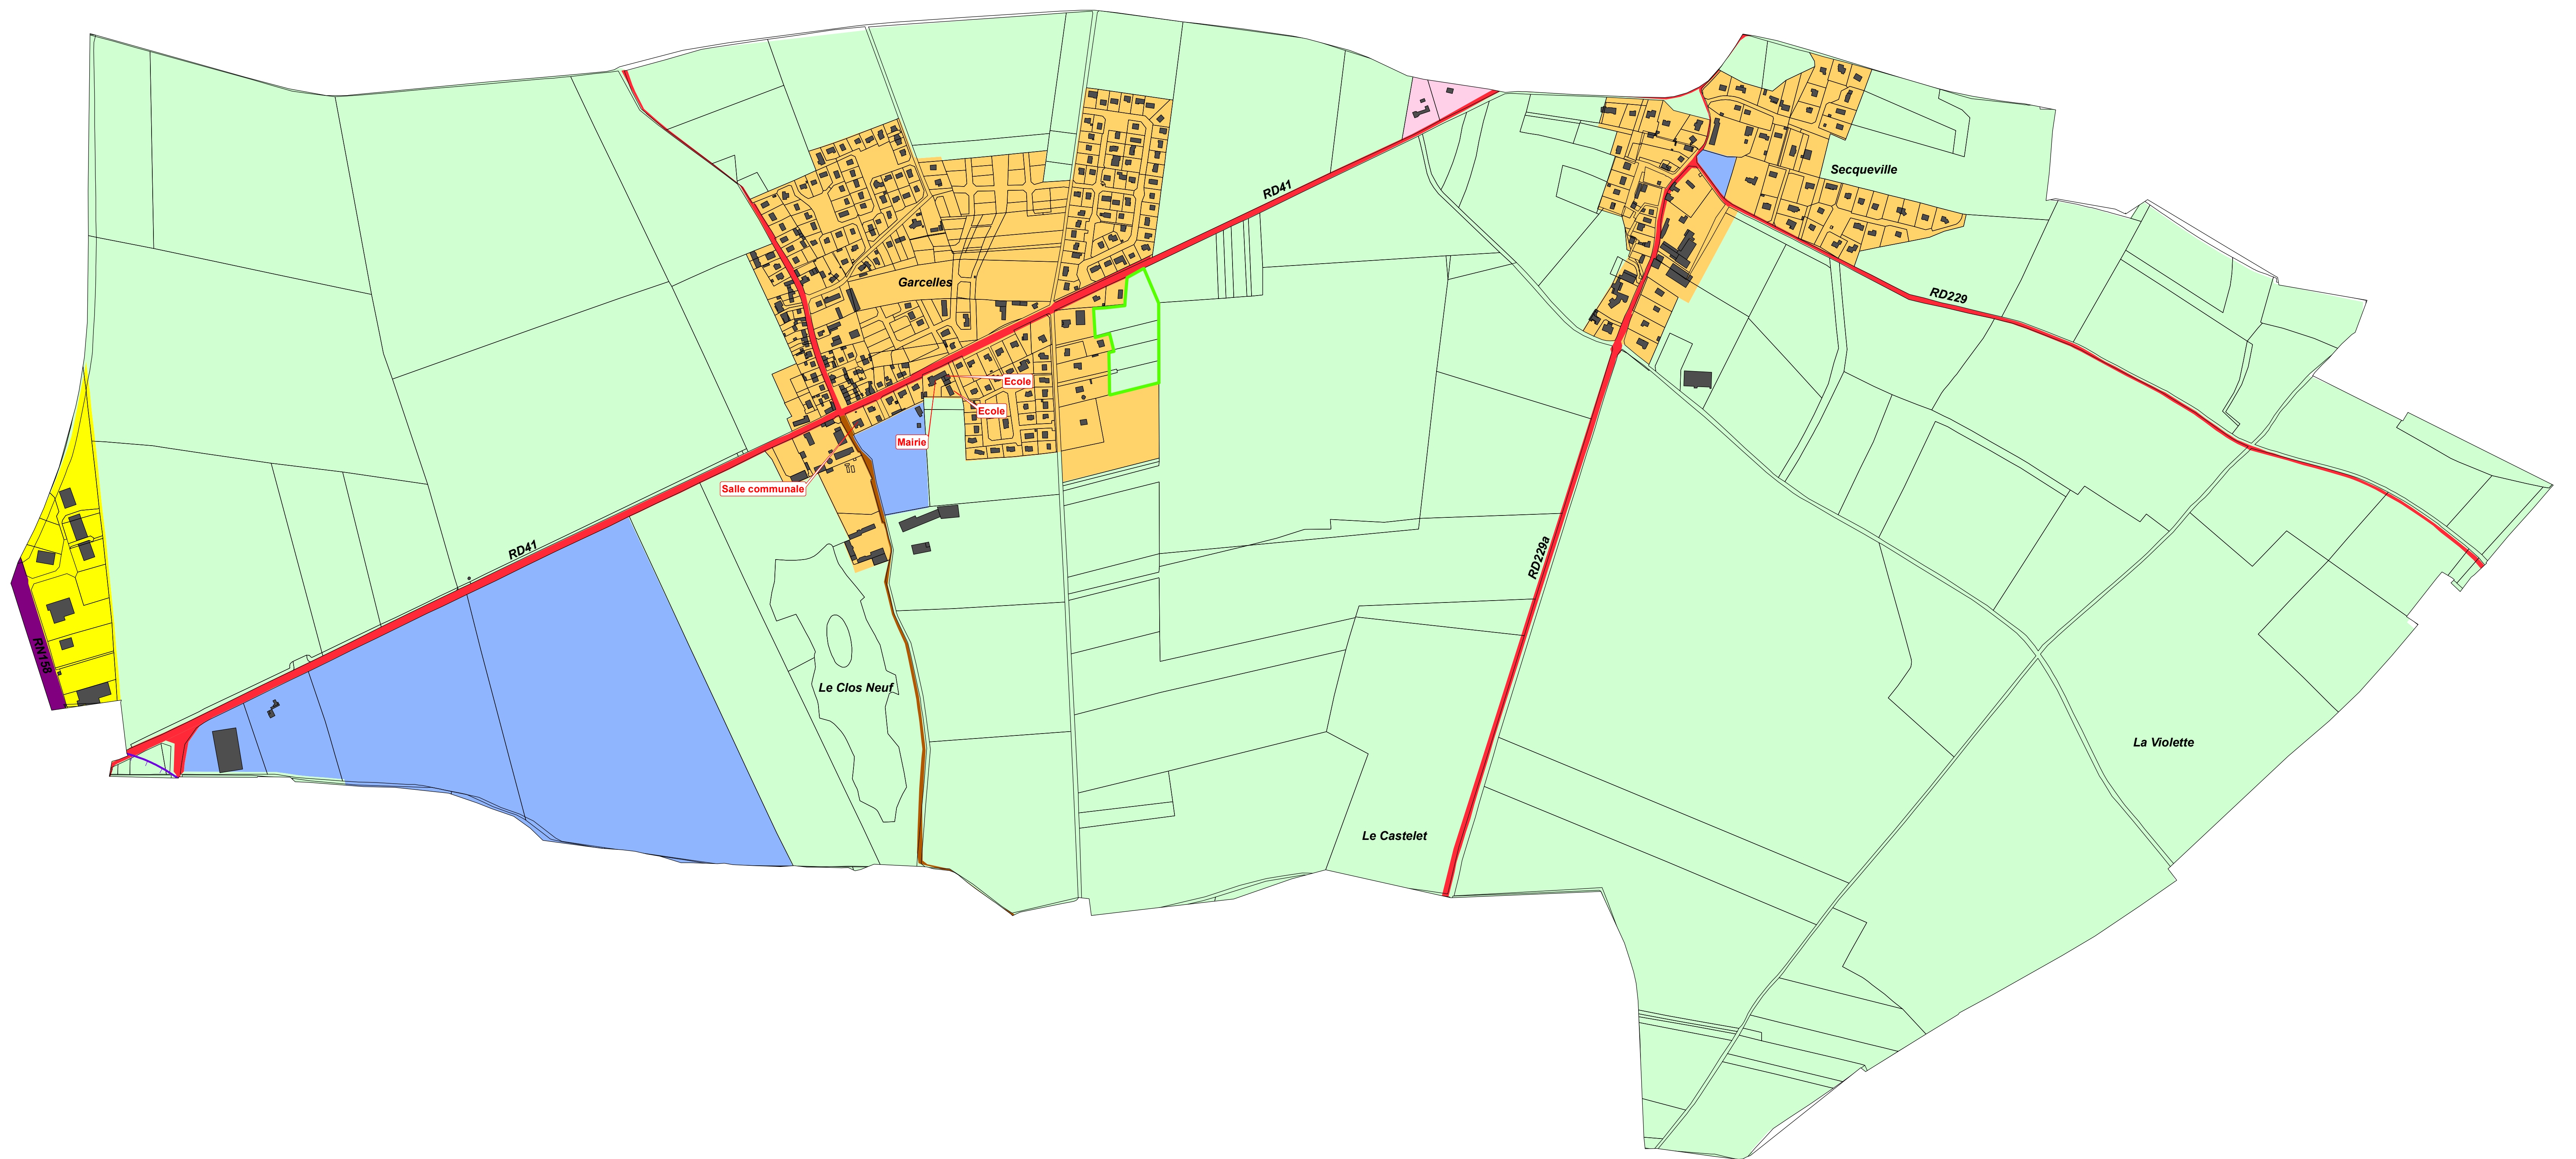 Secqueville
RD41
Garcelles
RD229
Ecole
Ecole
Mairie
Salle communale
RD41
RD229a
RN158
Le Clos Neuf
La Violette
Le Castelet